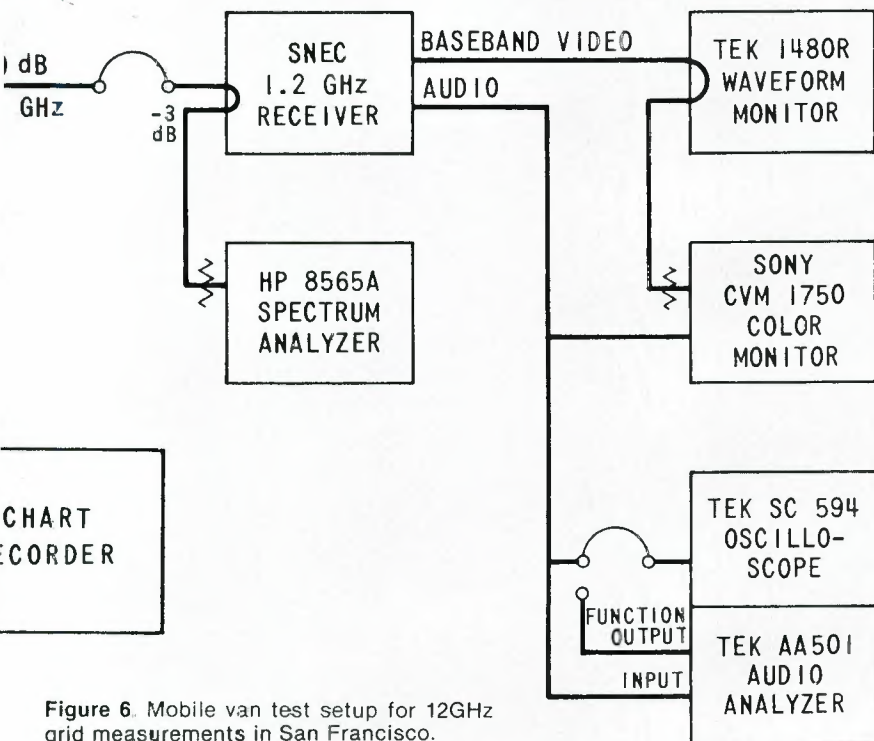 ) dB
GHz
-3
dB
SNEC
1.2 GHz
RECEIVER
BASEBAND VIDEO
AUDIO
TEK 1480R
WAVEFORM
MONITOR
HP 8565A
SPECTRUM
ANALYZER
SONY
CVM 1750
COLOR
MONITOR
CHART
ECORDER
TEK SC 594
OSCILLO-
SCOPE
FUNCTION
OUTPUT
INPUT
TEK AA501
AUDIO
ANALYZER
Figure 6. Mobile van test setup for 12GHz
grid measurements in San Francisco.